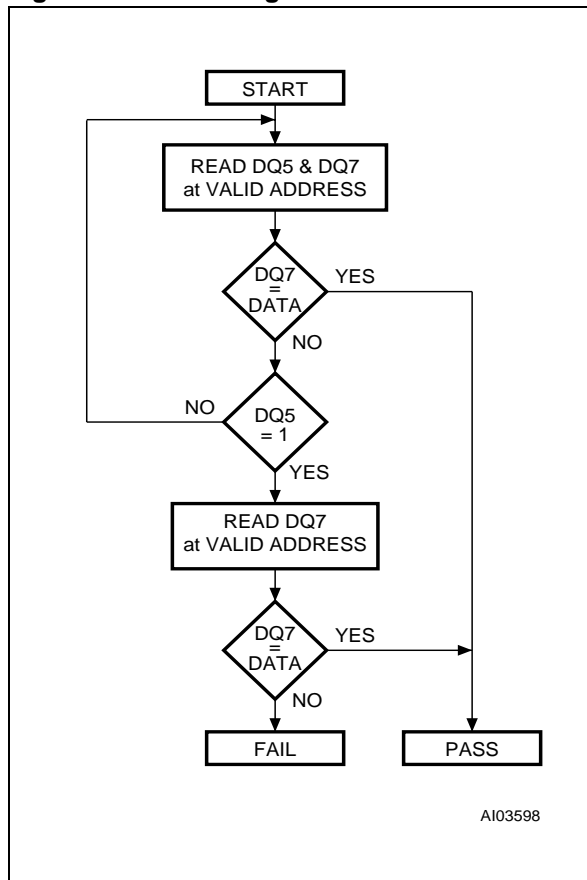 START
READ DQ5 & DQ7
at VALID ADDRESS
DQ7
=
DATA
YES
NO
DQ5
= 1
NO
YES
READ DQ7
at VALID ADDRESS
DQ7
=
DATA
YES
NO
FAIL
PASS
AI03598